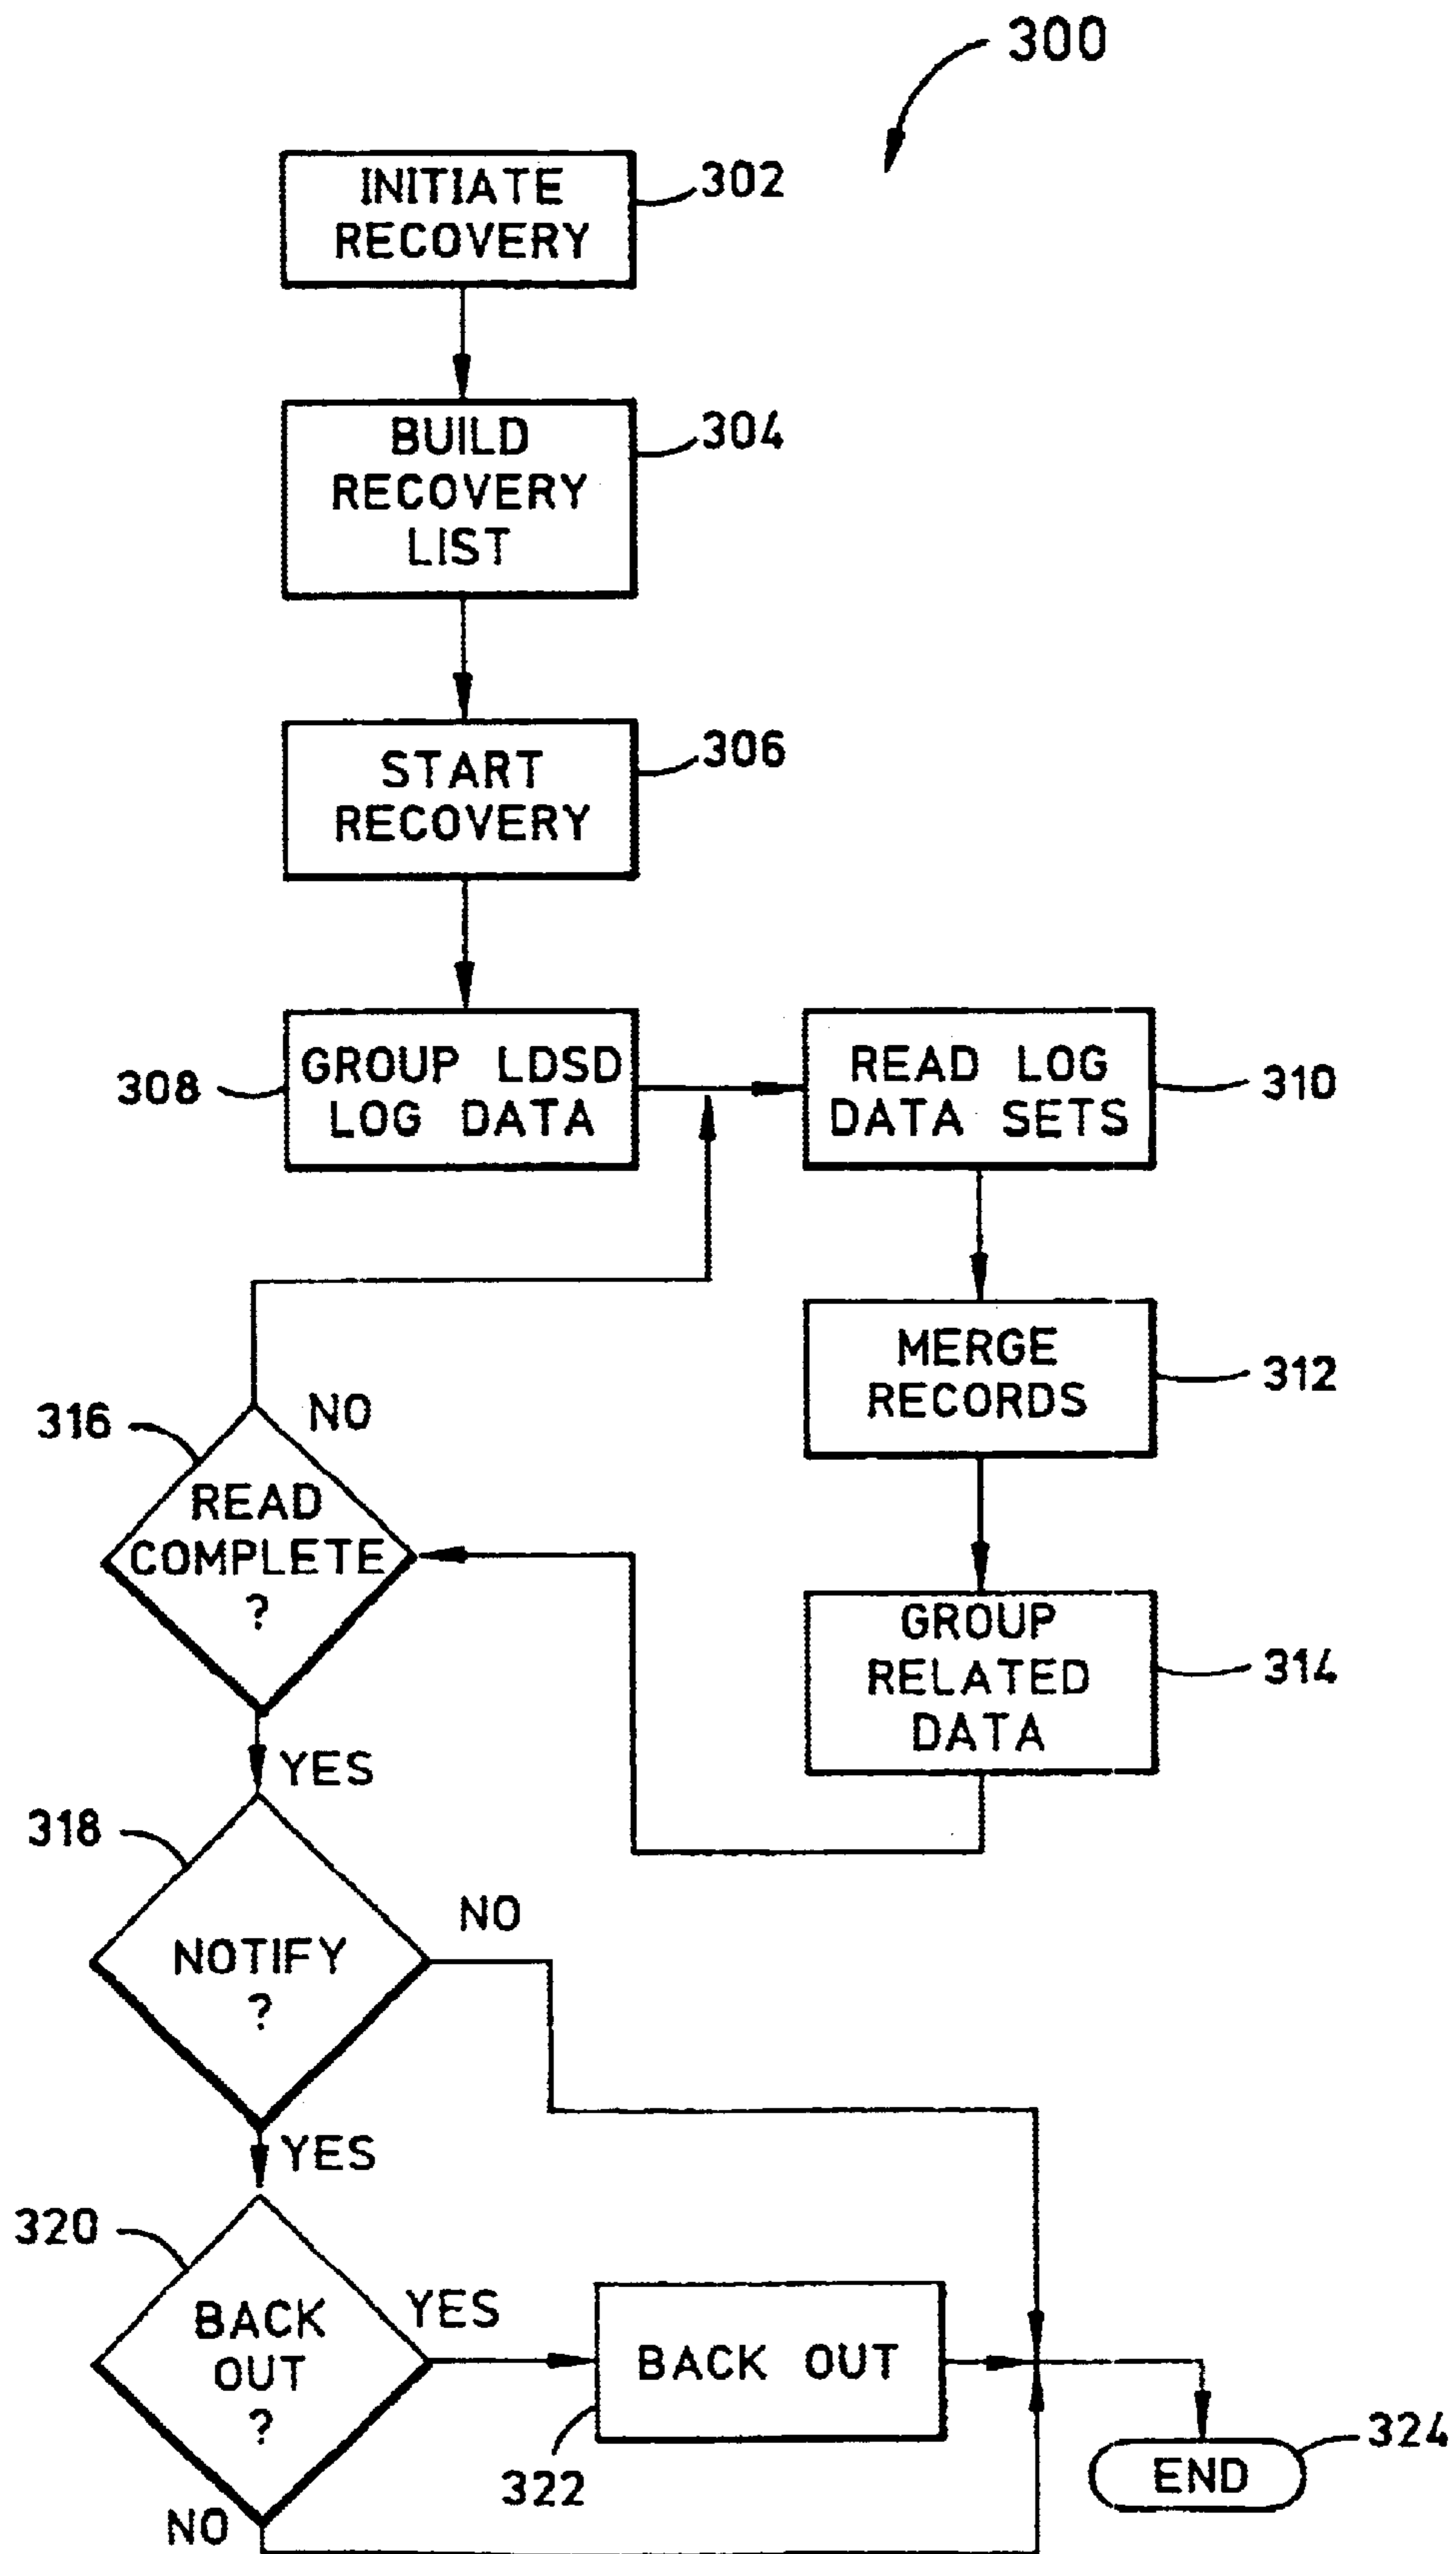 300
INITIATE
RECOVERY
302
BUILD
RECOVERY
LIST
304
START
RECOVERY
306
308
GROUP LDSD
LOG DATA
READ LOG
DATA SETS
310
MERGE
RECORDS
312
316
NO
READ
COMPLETE
?
GROUP
RELATED
DATA
314
YES
318
NOTIFY
?
NO
YES
320
BACK
OUT
?
YES
BACK OUT
322
NO
END
324